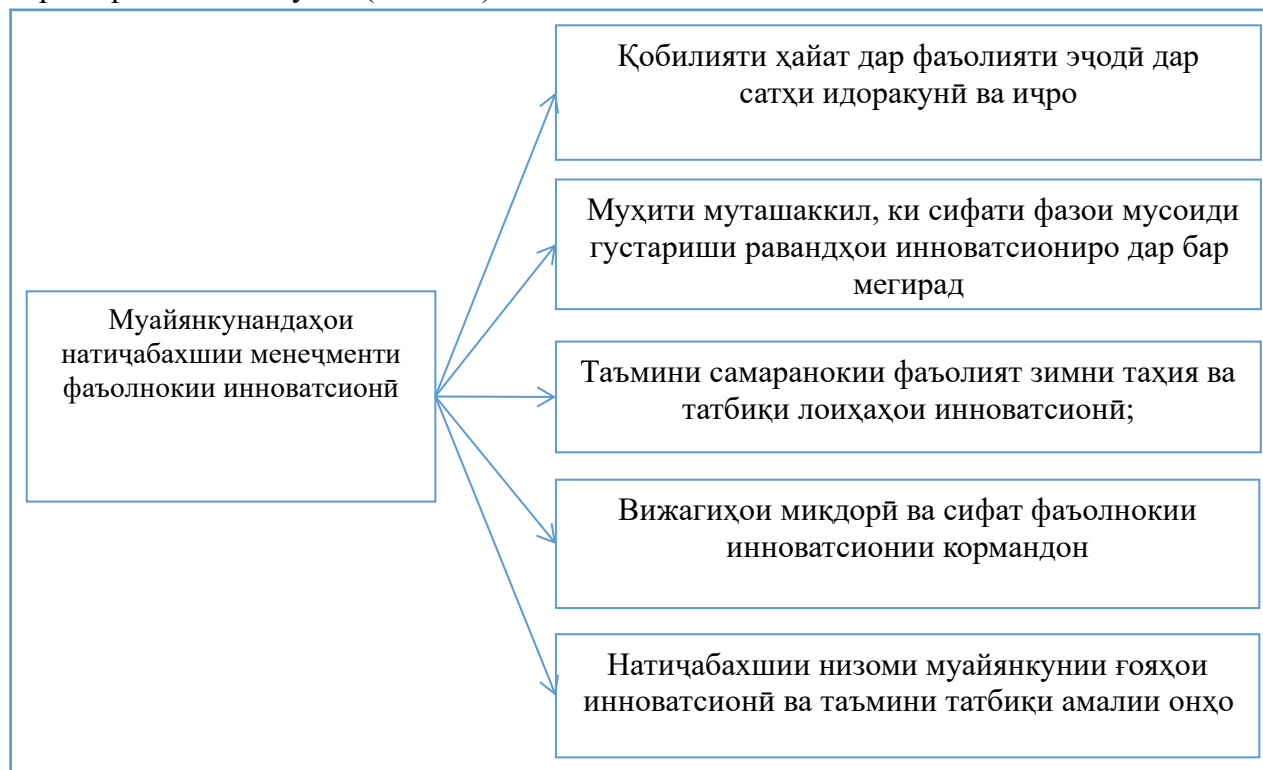 Муайянкунандаҳои
натиҷабахшии менеҷменти
фаъолнокии инноватсионӣ
Қобилияти ҳайат дар фаъолияти эҷодӣ дар
сатҳи идоракунӣ ва иҷро
Муҳити муташаккил, ки сифати фазои мусоиди
густариши равандҳои инноватсиониро дар бар
мегирад
Таъмини самаранокии фаъолият зимни таҳия ва
татбиқи лоиҳаҳои инноватсионӣ;
Вижагиҳои миқдорӣ ва сифат фаъолнокии
инноватсионии кормандон
Натиҷабахшии низоми муайянкунии ғояҳои
инноватсионӣ ва таъмини татбиқи амалии онҳо